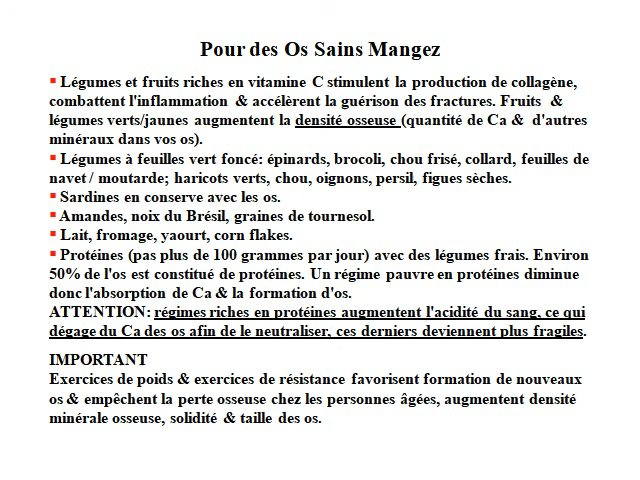 Pour des Os Sains Mangez
▪ Légumes et fruits riches en vitamine C stimulent la production de collagène,
combattent l'inflammation & accélèrent la guérison des fractures. Fruits &
légumes verts/jaunes augmentent la densité osseuse (quantité de Ca & d'autres
minéraux dans vos os).
▪ Légumes à feuilles vert foncé: épinards, brocoli, chou frisé, collard, feuilles de
navet / moutarde; haricots verts, chou, oignons, persil, figues sèches.
▪ Sardines en conserve avec les os.
▪ Amandes, noix du Brésil, graines de tournesol.
▪ Lait, fromage, yaourt, corn flakes.
▪ Protéines (pas plus de 100 grammes par jour) avec des légumes frais. Environ
50% de l'os est constitué de protéines. Un régime pauvre en protéines diminue
donc l'absorption de Ca & la formation d'os.
ATTENTION: régimes riches en protéines augmentent l'acidité du sang, ce qui
dégage du Ca des os afin de le neutraliser, ces derniers deviennent plus fragiles.
IMPORTANT
Exercices de poids & exercices de résistance favorisent formation de nouveaux
os & empêchent la perte osseuse chez les personnes âgées, augmentent densité
minérale osseuse, solidité & taille des os.